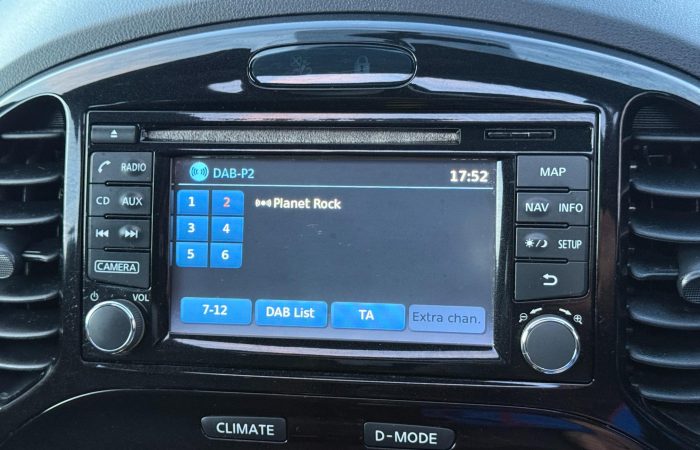 DAB-P2 17:52
RADIO
CD AUX
CAMERA
VOL
1 2
3 4
5 6
Planet Rock
7-12 DAB List TA Extra chan.
MAP
NAV INFO
SETUP
CLIMATE D-MODE